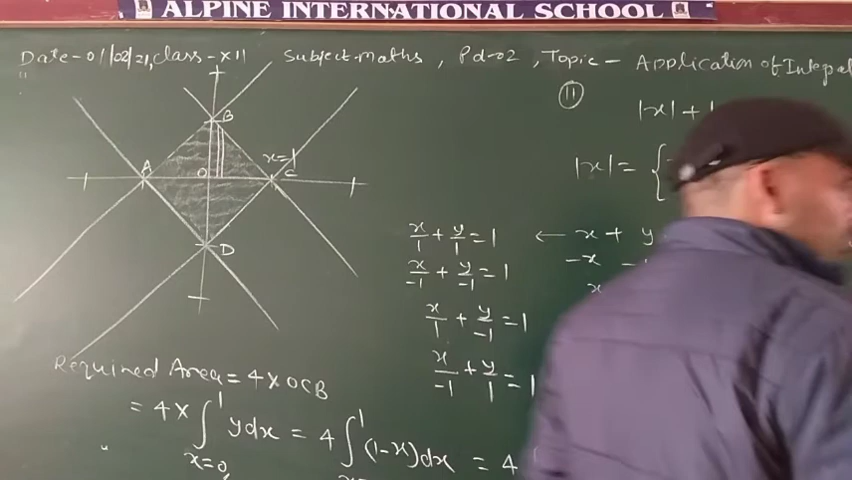 ALPINE INTERNATIONAL SCHOOL
Date-01/02/21, class-XII Subject-maths, Pd-02, Topic- Application of Integral
11
|x| +
|x| = {
B
A
O
x=1
C
D
x/1 + y/1 = 1 ← x + y
x/-1 + y/-1 = 1 -x -
x/1 + y/-1 = 1 x
x/-1 + y/1 = 1
Required Area = 4 X OCB
= 4 X ∫_{x=0}^{1} y dx = 4 ∫^{1} (1-x) dx = 4